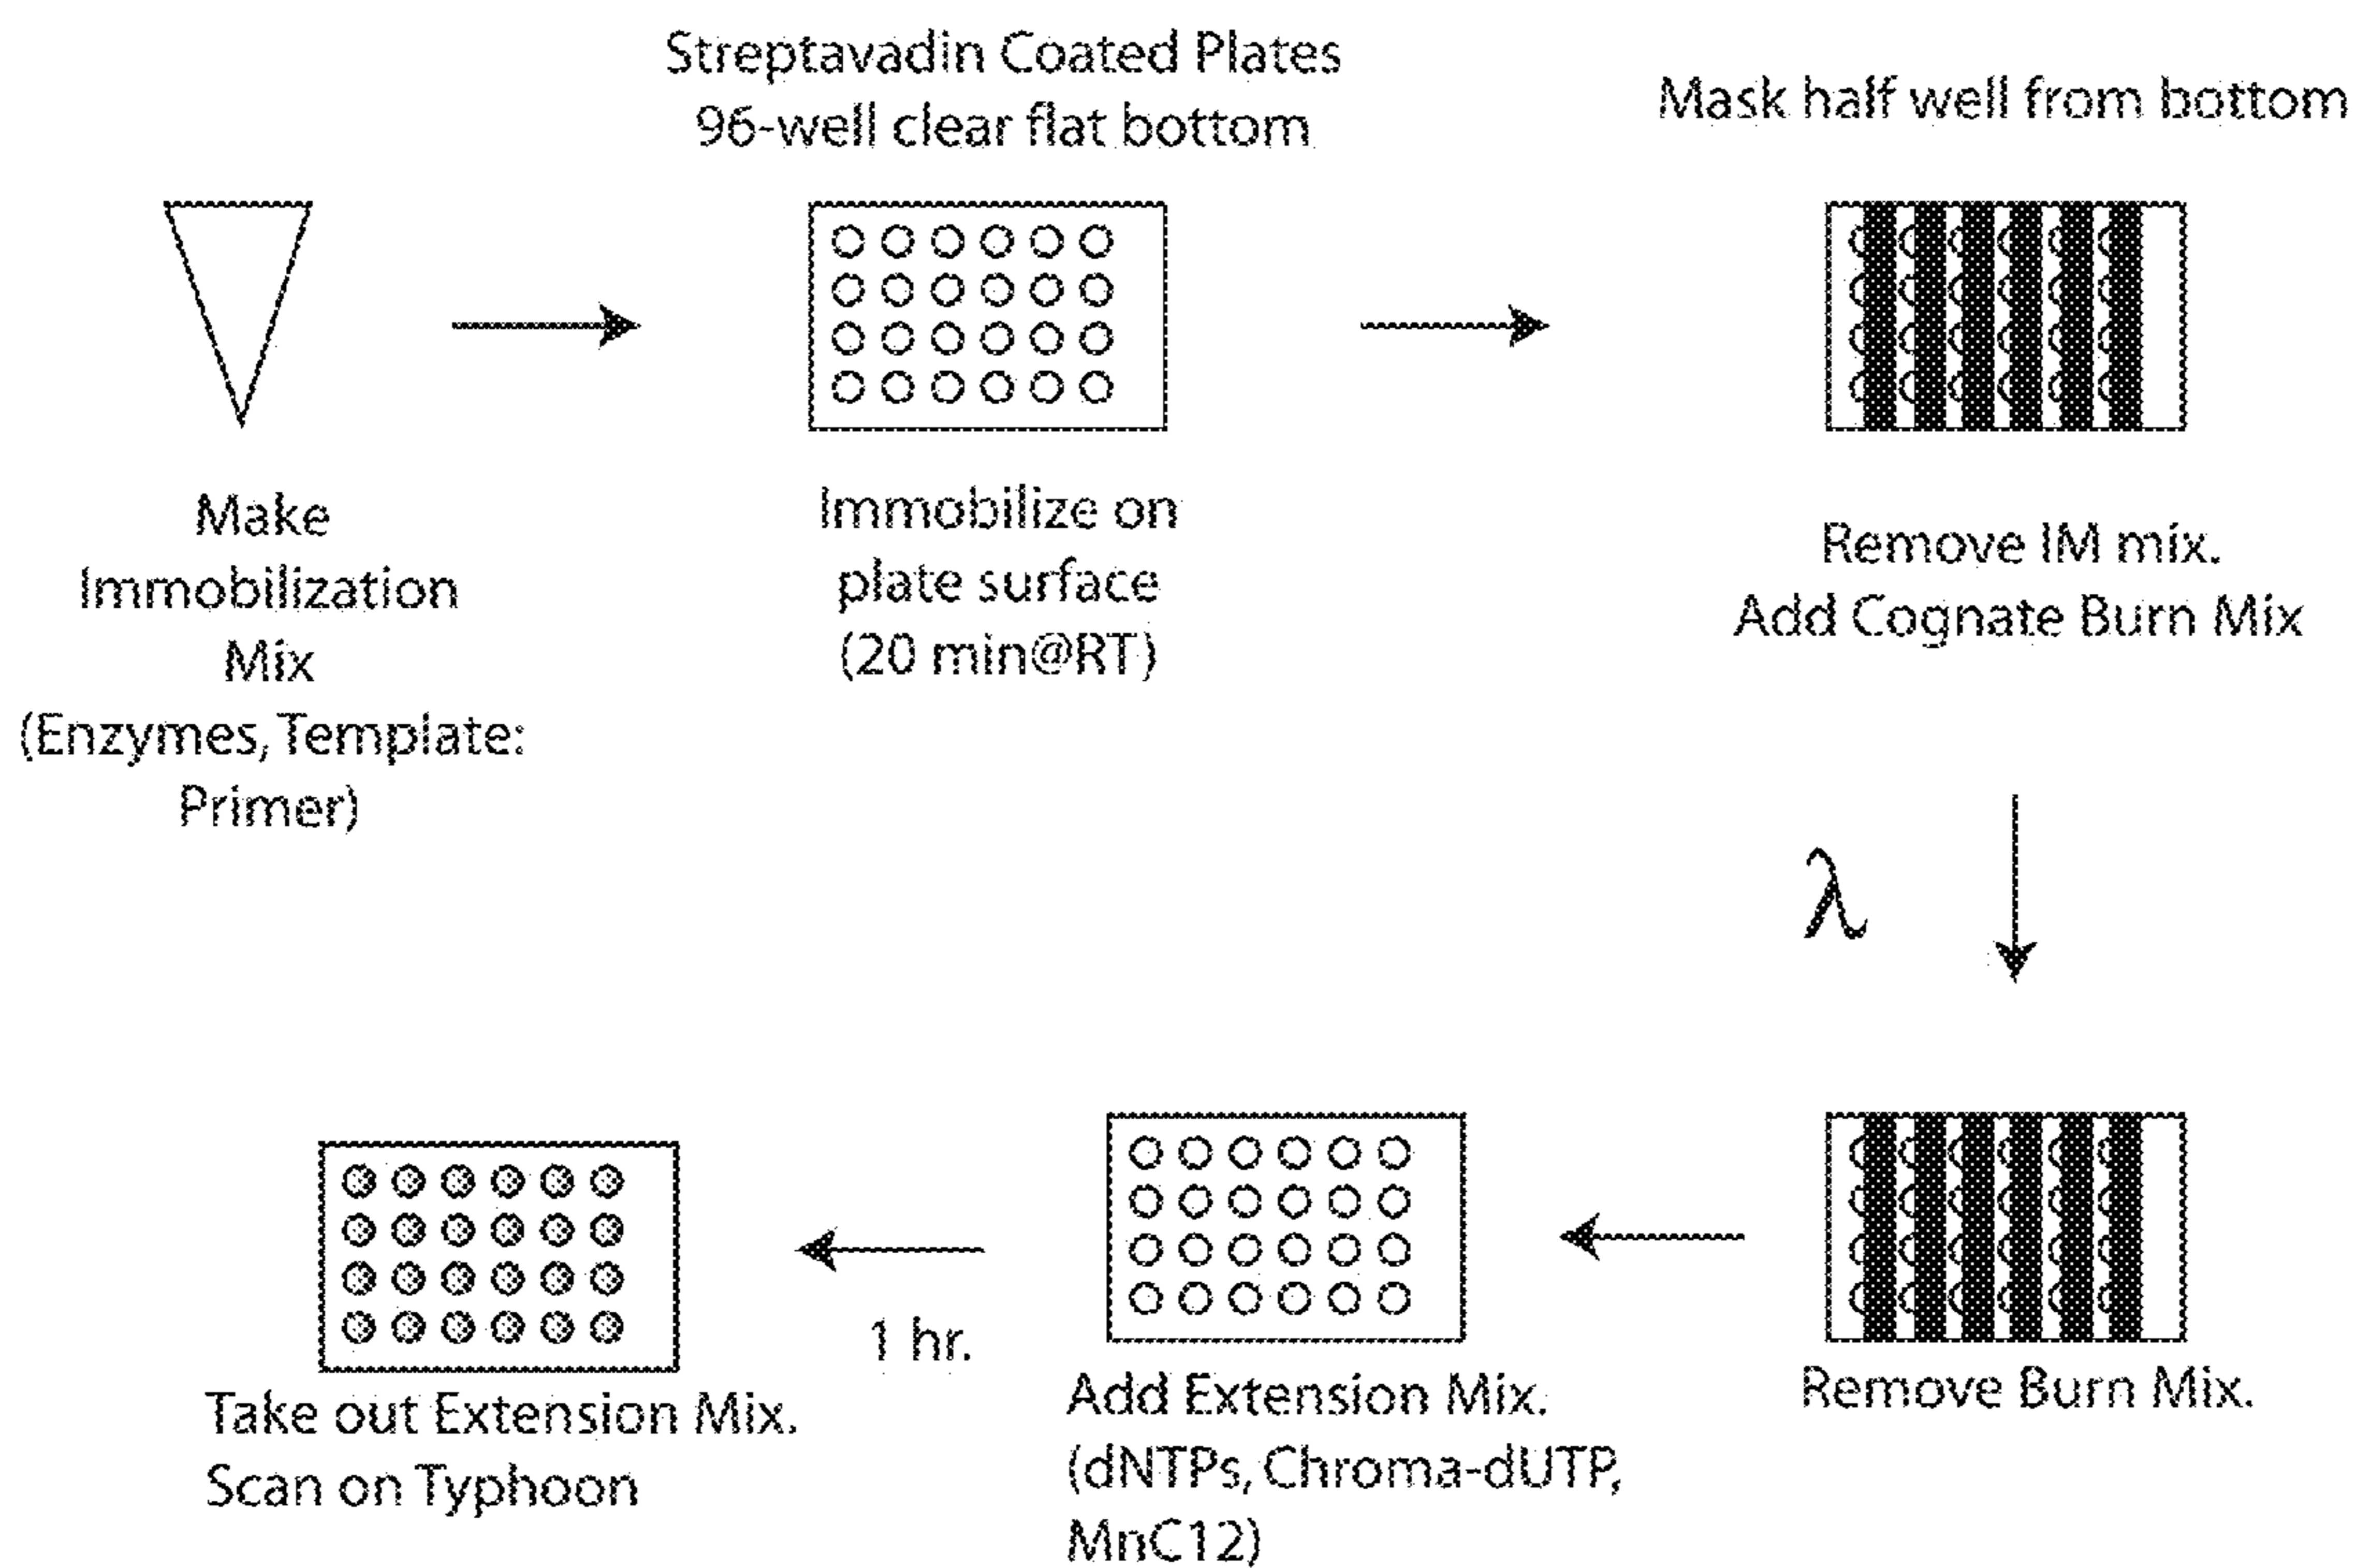 Streptavadin Coated Plates
96-well clear flat bottom
Mask half well from bottom
Make
Immobilization
Mix
(Enzymes, Template:
Primer)
Immobilize on
plate surface
(20 min@RT)
Remove IM mix.
Add Cognate Burn Mix
λ
Remove Burn Mix.
Add Extension Mix.
(dNTPs, Chroma-dUTP,
MnC12)
1 hr.
Take out Extension Mix.
Scan on Typhoon